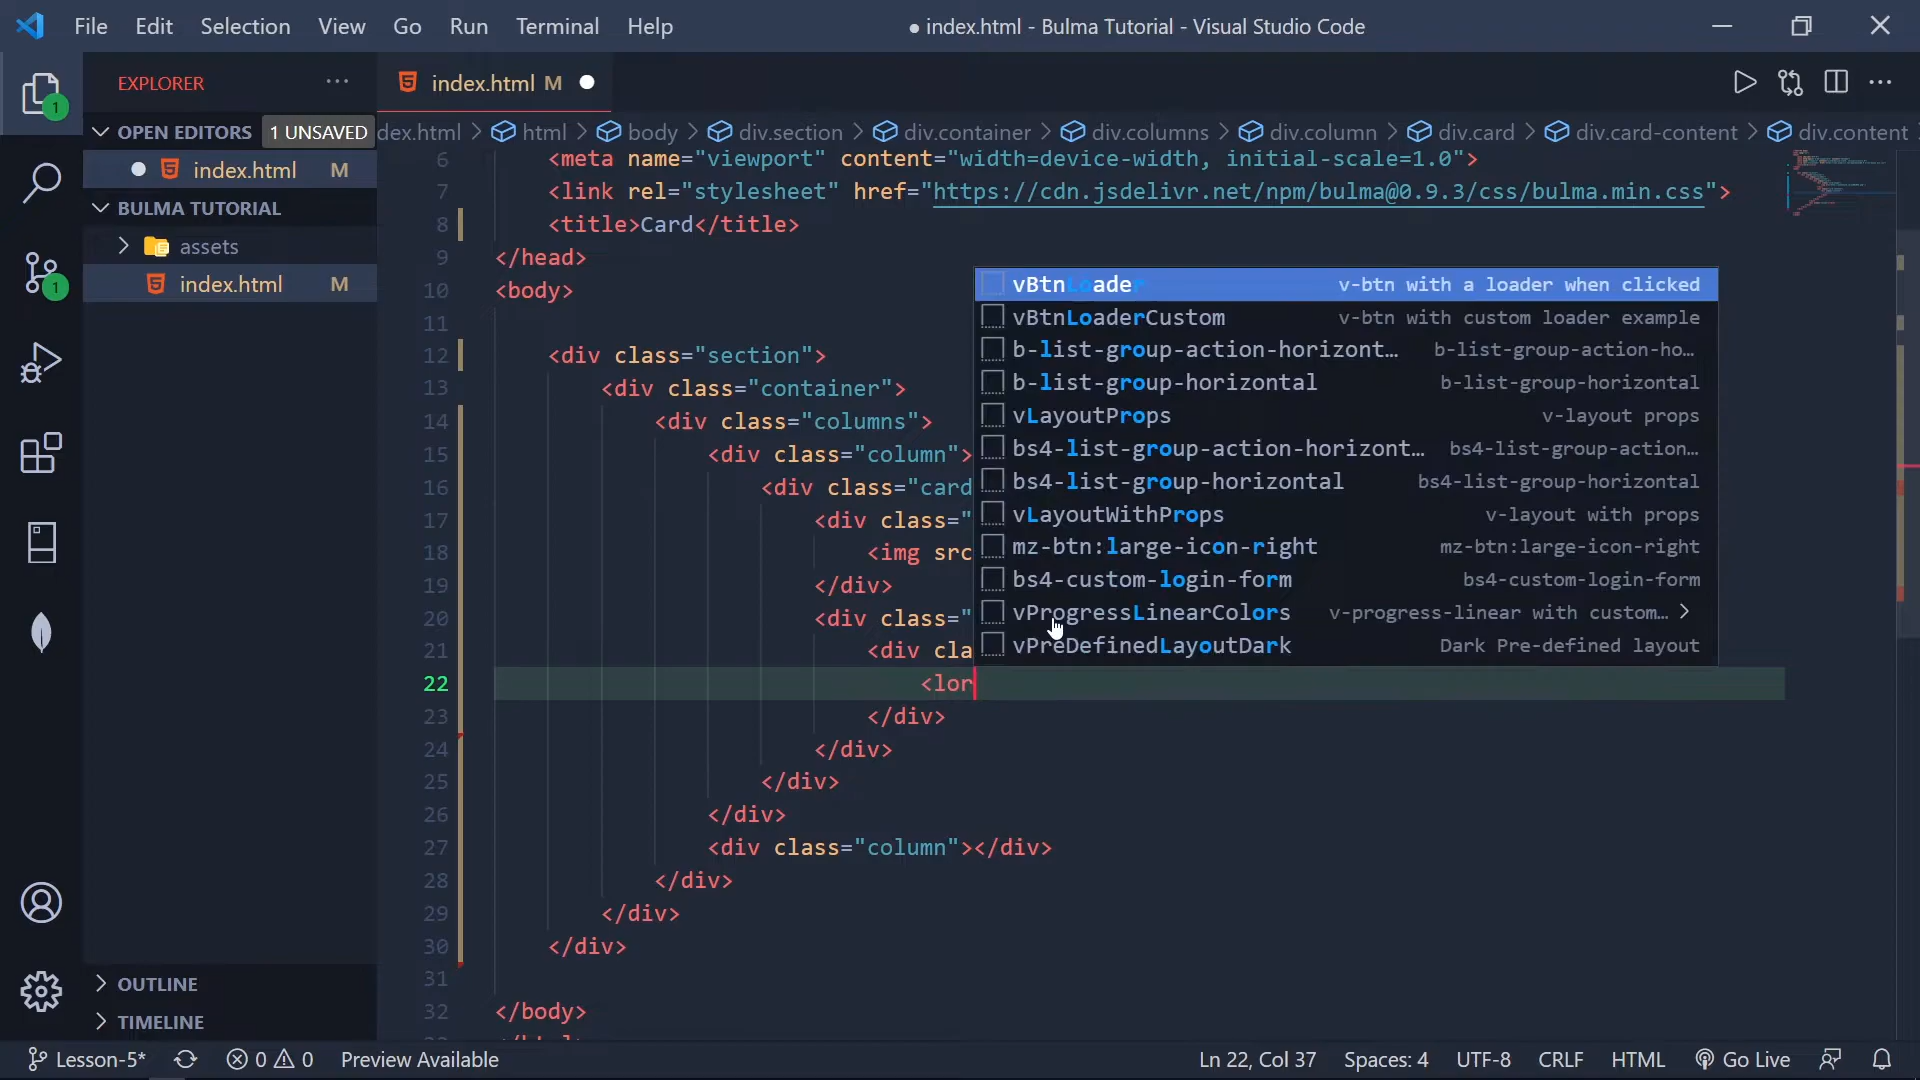 File Edit Selection View Go Run Terminal Help
● index.html - Bulma Tutorial - Visual Studio Code
EXPLORER
index.html M
OPEN EDITORS 1 UNSAVED
dex.html > html > body > div.section > div.container > div.columns > div.column > div.card > div.card-content > div.content
index.html M
BULMA TUTORIAL
assets
index.html M
OUTLINE
TIMELINE
6 <meta name="viewport" content="width=device-width, initial-scale=1.0">
7 <link rel="stylesheet" href="https://cdn.jsdelivr.net/npm/bulma@0.9.3/css/bulma.min.css">
8 <title>Card</title>
9 </head>
10 <body>
11
12 <div class="section">
13 <div class="container">
14 <div class="columns">
15 <div class="column">
16 <div class="card
17 <div class="
18 <img src
19 </div>
20 <div class="
21 <div cla
22 <lor
23 </div>
24 </div>
25 </div>
26 </div>
27 <div class="column"></div>
28 </div>
29 </div>
30 </div>
31
32 </body>
vBtnLoader v-btn with a loader when clicked
vBtnLoaderCustom v-btn with custom loader example
b-list-group-action-horizont… b-list-group-action-ho…
b-list-group-horizontal b-list-group-horizontal
vLayoutProps v-layout props
bs4-list-group-action-horizont… bs4-list-group-action…
bs4-list-group-horizontal bs4-list-group-horizontal
vLayoutWithProps v-layout with props
mz-btn:large-icon-right mz-btn:large-icon-right
bs4-custom-login-form bs4-custom-login-form
vProgressLinearColors v-progress-linear with custom…
vPreDefinedLayoutDark Dark Pre-defined layout
1
1
Lesson-5* 0 0 Preview Available Ln 22, Col 37 Spaces: 4 UTF-8 CRLF HTML Go Live